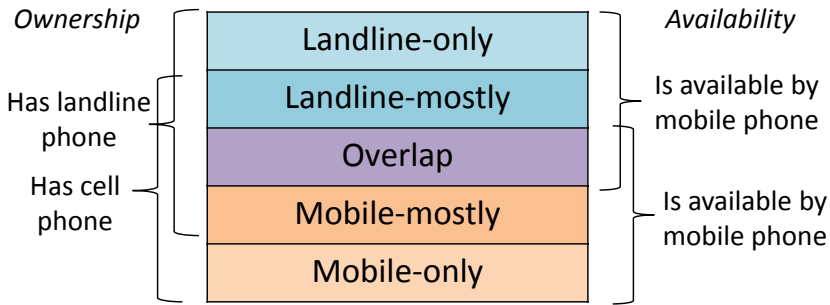 Ownership
Availability
Landline-only
Landline-mostly
Overlap
Mobile-mostly
Mobile-only
Has landline
phone
Has cell
phone
Is available by
mobile phone
Is available by
mobile phone